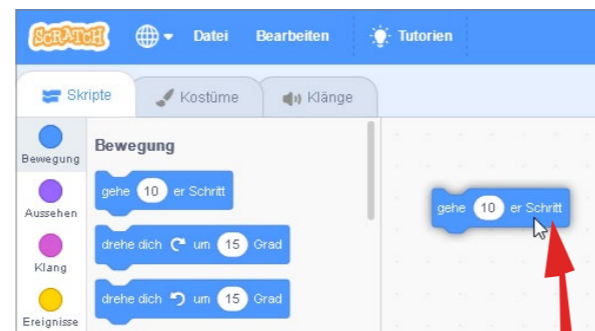 SCRATCH Datei Bearbeiten Tutorien
Skripte Kostüme Klänge
Bewegung
Bewegung
gehe 10 er Schritt
gehe 10 er Schritt
Aussehen
drehe dich um 15 Grad
Klang
drehe dich um 15 Grad
Ereignisse